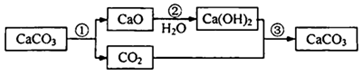 CaO ② Ca(OH)₂
H₂O
CaCO₃ ① ③ CaCO₃
CO₂